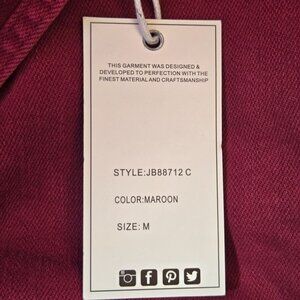 THIS GARMENT WAS DESIGNED &
DEVELOPED TO PERFECTION WITH THE
FINEST MATERIAL AND CRAFTSMANSHIP
STYLE:JB88712 C
COLOR:MAROON
SIZE: M